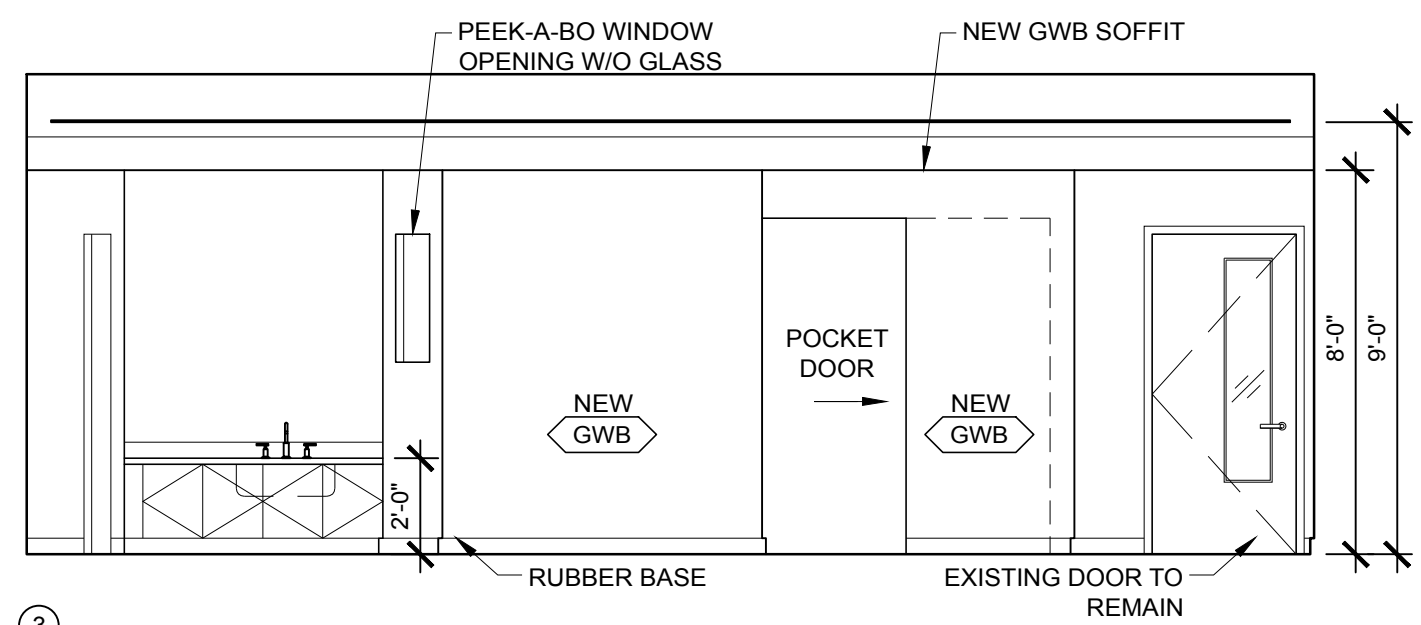 PEEK-A-BO WINDOW
OPENING W/O GLASS
NEW GWB SOFFIT
POCKET
DOOR
NEW
GWB
NEW
GWB
8'-0"
9'-0"
2'-0"
RUBBER BASE
EXISTING DOOR TO
REMAIN
3